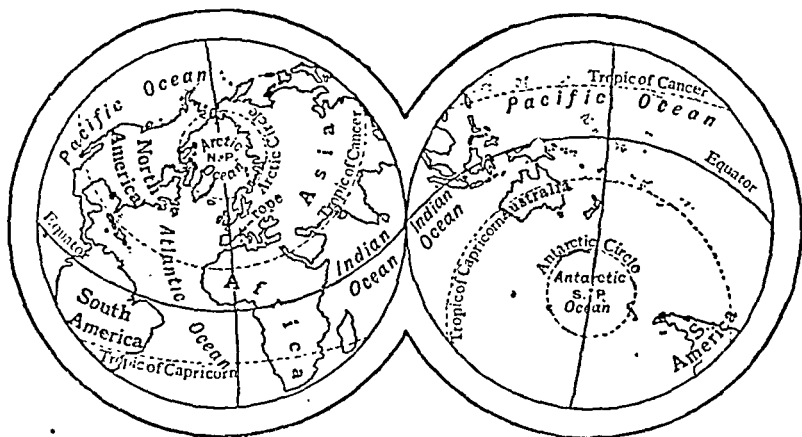 Pacific Ocean
North
America
Arctic
N.P.
Ocean
Arctic Circle
Asia
Tropic of Cancer
Europe
Atlantic
Ocean
Equator
Africa
Indian
Ocean
South
America
Tropic of Capricorn
Tropic of Cancer
Pacific Ocean
Equator
Indian
Ocean
Australia
Tropic of Capricorn
Antarctic Circle
Antarctic
S. P.
Ocean
S.
America